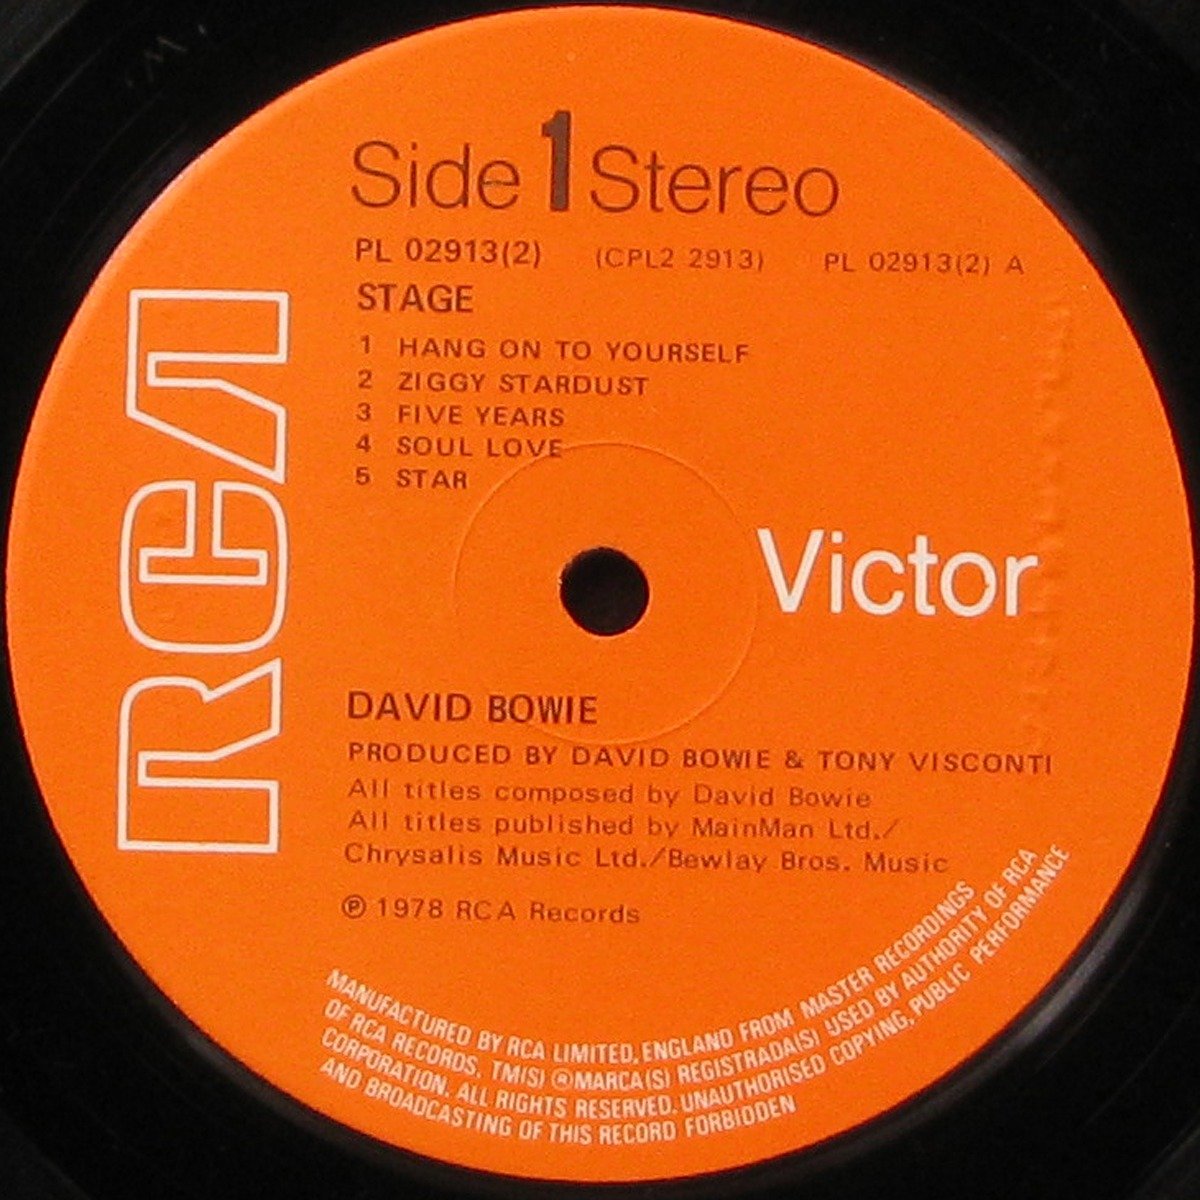 Side 1 Stereo
PL 02913(2) (CPL2 2913) PL 02913(2) A
STAGE
1 HANG ON TO YOURSELF
2 ZIGGY STARDUST
3 FIVE YEARS
4 SOUL LOVE
5 STAR
RCA
Victor
DAVID BOWIE
PRODUCED BY DAVID BOWIE & TONY VISCONTI
All titles composed by David Bowie
All titles published by MainMan Ltd./
Chrysalis Music Ltd./Bewlay Bros. Music
℗ 1978 RCA Records
MANUFACTURED BY RCA LIMITED, ENGLAND FROM MASTER RECORDINGS
OF RCA RECORDS. TM(S) ® MARCA(S) REGISTRADA(S) USED BY AUTHORITY OF RCA
CORPORATION. ALL RIGHTS RESERVED. UNAUTHORISED COPYING, PUBLIC PERFORMANCE
AND BROADCASTING OF THIS RECORD FORBIDDEN